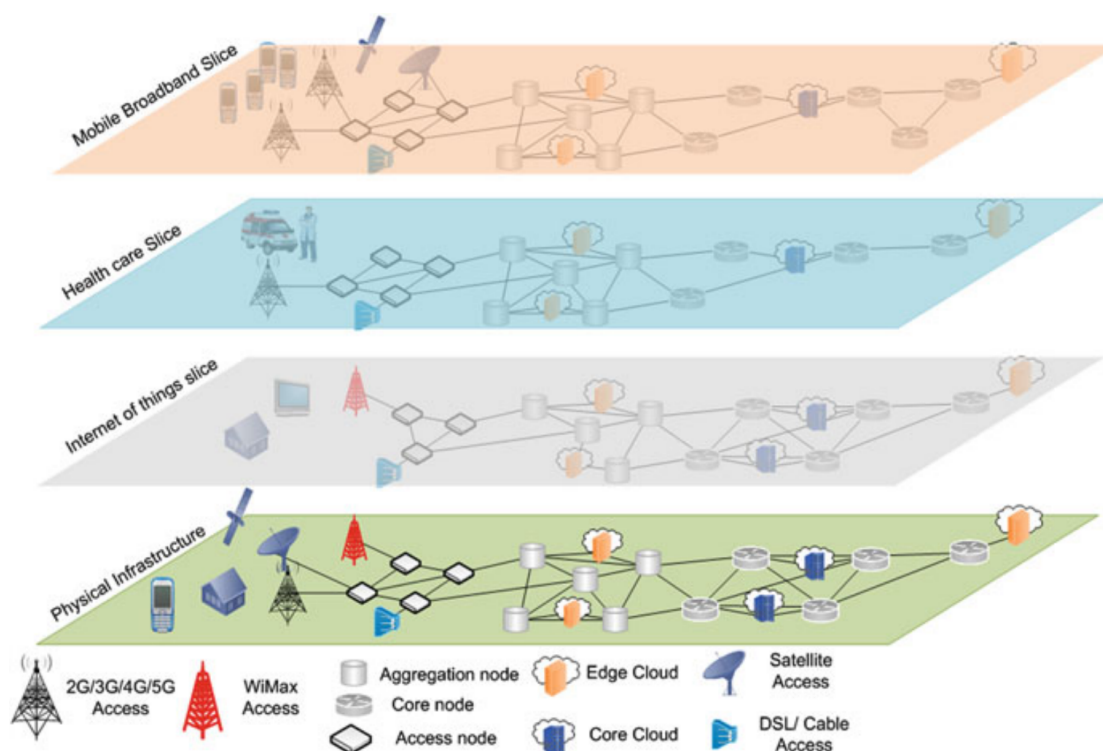 Mobile Broadband Slice
Health care Slice
Internet of things slice
Physical Infrastructure
2G/3G/4G/5G
Access
WiMax
Access
Aggregation node
Core node
Access node
Edge Cloud
Core Cloud
Satellite
Access
DSL/ Cable
Access